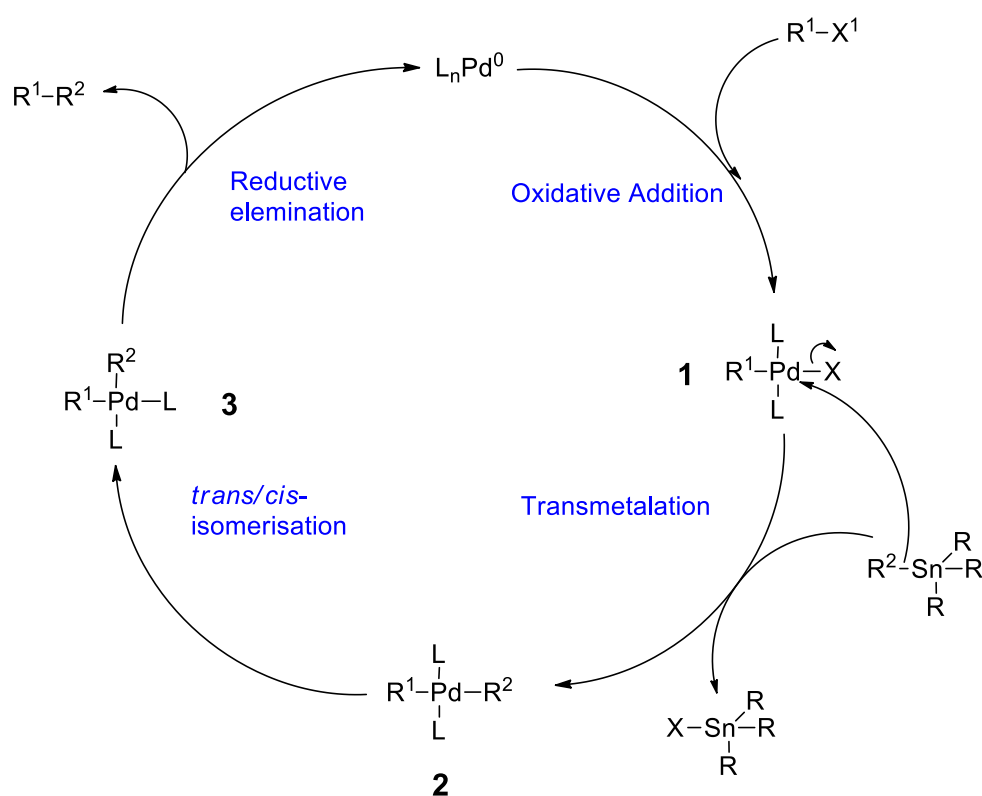 R¹–X¹
LₙPd⁰
R¹–R²
Reductive
elemination
Oxidative Addition
L
R¹–Pd–X
L
1
R²
R¹–Pd–L
L
3
trans/cis-
isomerisation
Transmetalation
R
R²–Sn–R
R
L
R¹–Pd–R²
L
2
R
X–Sn–R
R